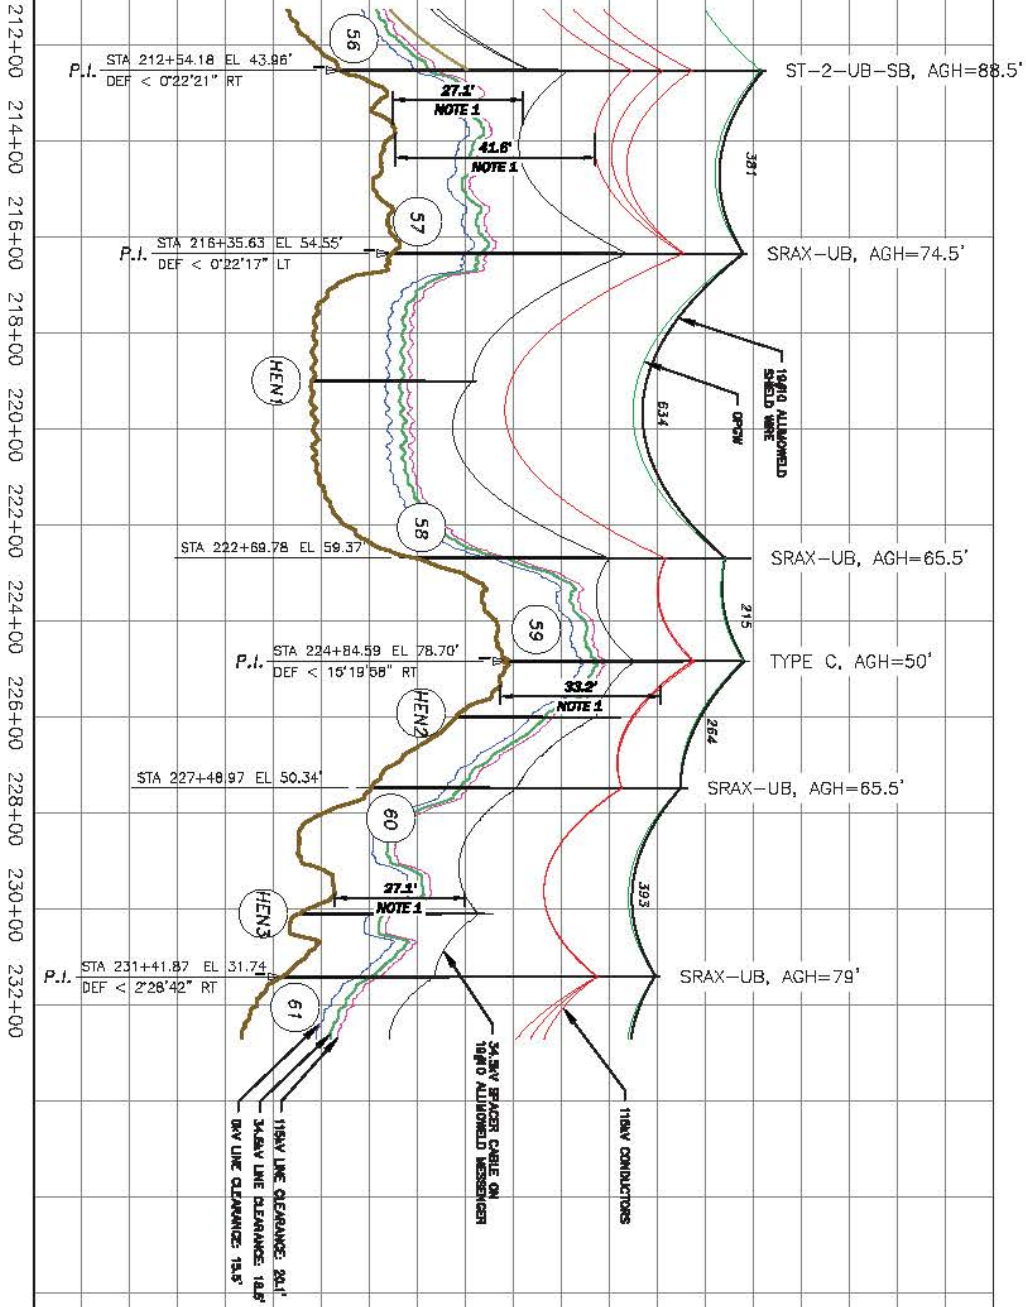 212+00
214+00
216+00
218+00
220+00
222+00
224+00
226+00
228+00
230+00
232+00
56
P.I.
STA 212+54.18 EL 43.96'
DEF < 0°22'21" RT
ST-2-UB-SB, AGH=88.5'
27.1'
NOTE 1
41.6'
NOTE 1
381
57
P.I.
STA 216+35.63 EL 54.55'
DEF < 0°22'17" LT
SRAX-UB, AGH=74.5'
HEN1
634
19#10 ALUMOWELD
SHIELD WIRE
OPGW
58
STA 222+69.78 EL 59.37'
SRAX-UB, AGH=65.5'
215
59
P.I.
STA 224+84.59 EL 78.70'
DEF < 15°19'58" RT
TYPE C, AGH=50'
33.2'
NOTE 1
HEN2
264
STA 227+48.97 EL 50.34'
SRAX-UB, AGH=65.5'
60
27.1'
NOTE 1
393
HEN3
P.I.
STA 231+41.87 EL 31.74
DEF < 2°28'42" RT
SRAX-UB, AGH=79'
61
34.5kV SPACER CABLE ON
19#10 ALUMOWELD MESSENGER
115kV CONDUCTORS
115kV LINE CLEARANCE: 20.1'
34.5kV LINE CLEARANCE: 18.6'
0kV LINE CLEARANCE: 15.5'